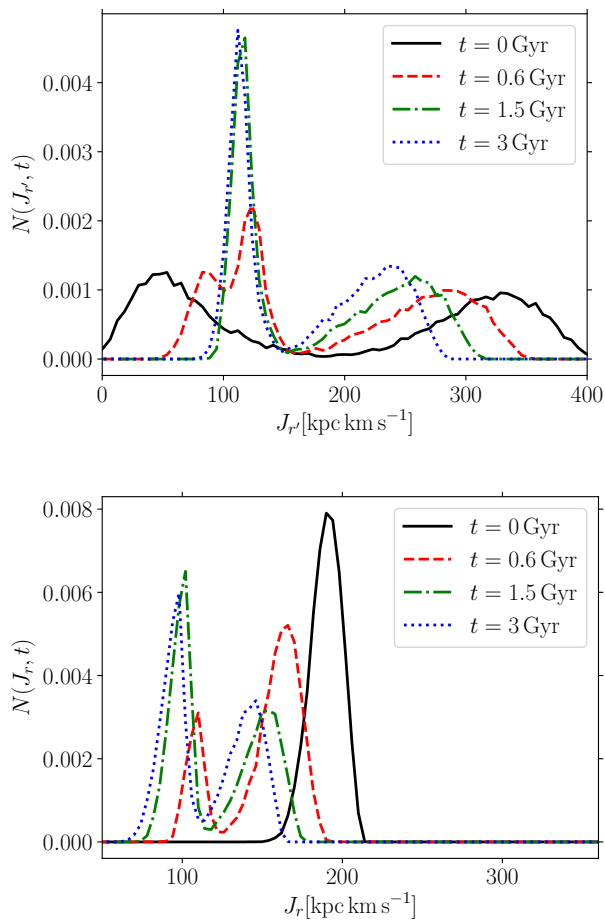 t = 0 Gyr
t = 0.6 Gyr
t = 1.5 Gyr
t = 3 Gyr
N(J_{r'}, t)
0.004
0.003
0.002
0.001
0.000
0 100 200 300 400
J_{r'}[kpc km s^{−1}]
t = 0 Gyr
t = 0.6 Gyr
t = 1.5 Gyr
t = 3 Gyr
N(J_r, t)
0.008
0.006
0.004
0.002
0.000
100 200 300
J_r[kpc km s^{−1}]